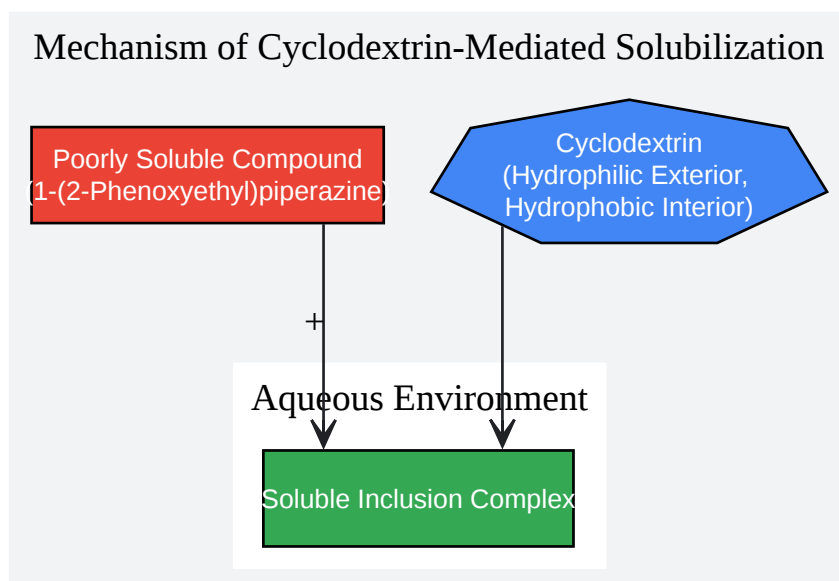 Mechanism of Cyclodextrin-Mediated Solubilization
Poorly Soluble Compound
(1-(2-Phenoxyethyl)piperazine)
Cyclodextrin
(Hydrophilic Exterior,
Hydrophobic Interior)
+
Aqueous Environment
Soluble Inclusion Complex